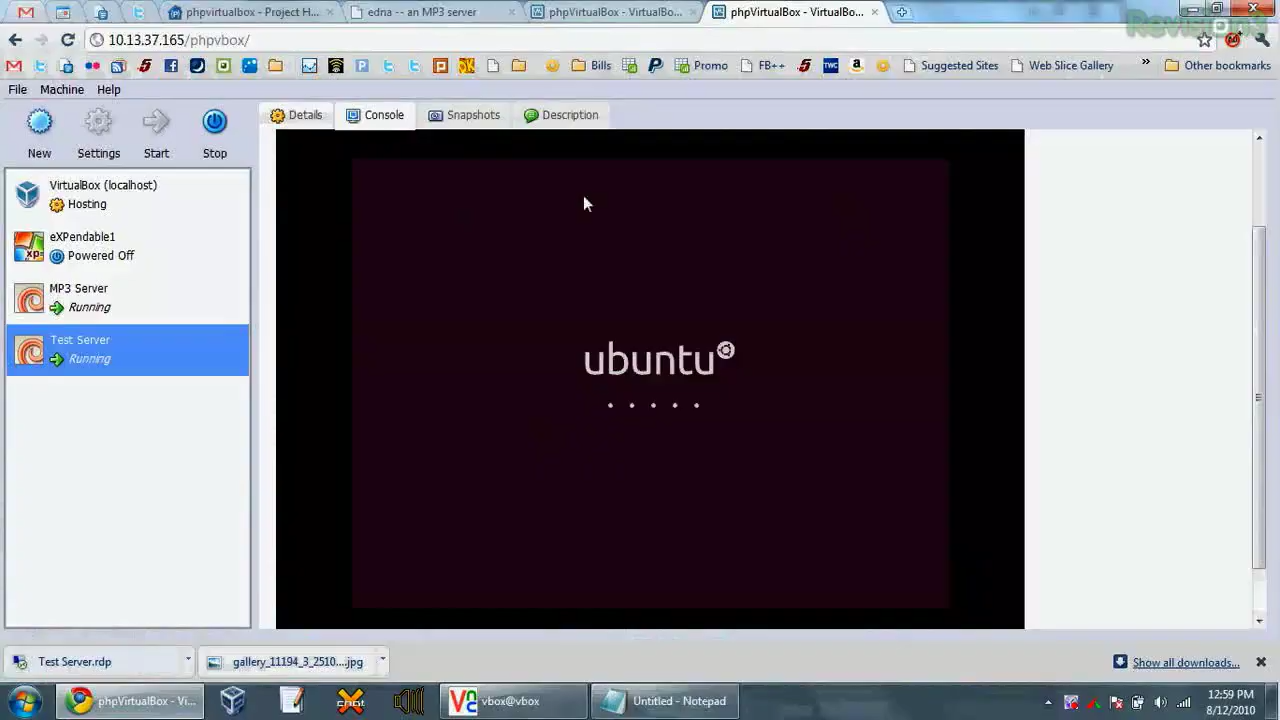 phpvirtualbox - Project H...
edna -- an MP3 server
phpVirtualBox - VirtualBo...
phpVirtualBox - VirtualBo...
Revision3
10.13.37.165/phpvbox/
Bills
Promo
FB++
TWC
Suggested Sites
Web Slice Gallery
»
Other bookmarks
File Machine Help
New Settings Start Stop
Details Console Snapshots Description
VirtualBox (localhost)
Hosting
eXPendable1
Powered Off
MP3 Server
Running
Test Server
Running
ubuntu
Test Server.rdp
gallery_11194_3_2510....jpg
Show all downloads...
phpVirtualBox - Vi...
vbox@vbox
Untitled - Notepad
12:59 PM
8/12/2010